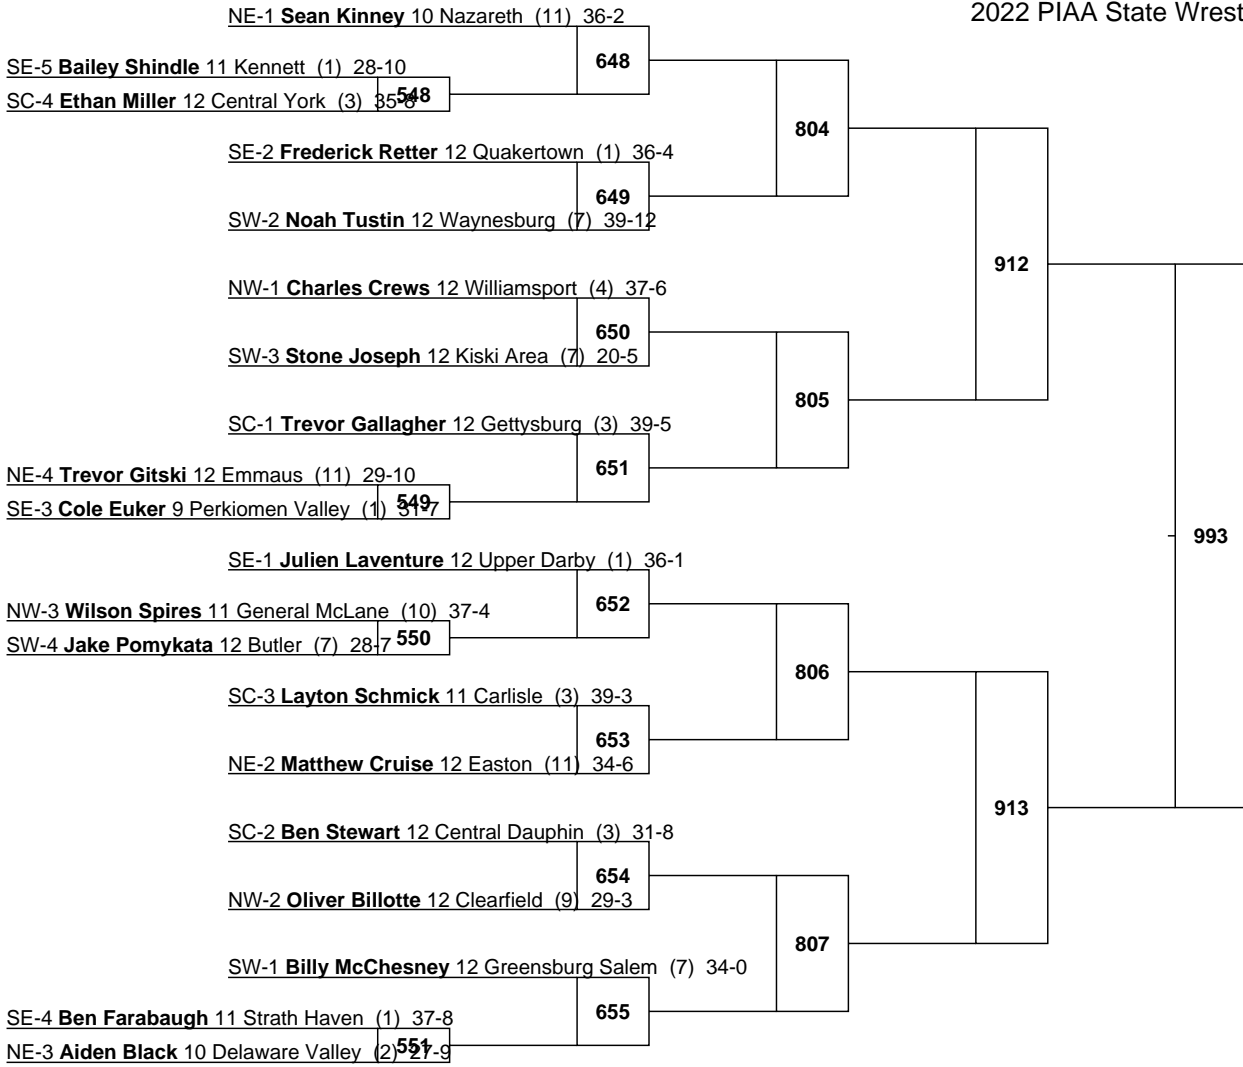 2022 PIAA State Wrest
NE-1 Sean Kinney 10 Nazareth (11) 36-2
648
SE-5 Bailey Shindle 11 Kennett (1) 28-10
548
SC-4 Ethan Miller 12 Central York (3) 35-8
804
SE-2 Frederick Retter 12 Quakertown (1) 36-4
649
SW-2 Noah Tustin 12 Waynesburg (7) 39-12
912
NW-1 Charles Crews 12 Williamsport (4) 37-6
650
SW-3 Stone Joseph 12 Kiski Area (7) 20-5
805
SC-1 Trevor Gallagher 12 Gettysburg (3) 39-5
651
NE-4 Trevor Gitski 12 Emmaus (11) 29-10
549
SE-3 Cole Euker 9 Perkiomen Valley (1) 31-7
993
SE-1 Julien Laventure 12 Upper Darby (1) 36-1
652
NW-3 Wilson Spires 11 General McLane (10) 37-4
550
SW-4 Jake Pomykata 12 Butler (7) 28-7
806
SC-3 Layton Schmick 11 Carlisle (3) 39-3
653
NE-2 Matthew Cruise 12 Easton (11) 34-6
913
SC-2 Ben Stewart 12 Central Dauphin (3) 31-8
654
NW-2 Oliver Billotte 12 Clearfield (9) 29-3
807
SW-1 Billy McChesney 12 Greensburg Salem (7) 34-0
655
SE-4 Ben Farabaugh 11 Strath Haven (1) 37-8
551
NE-3 Aiden Black 10 Delaware Valley (2) 27-9